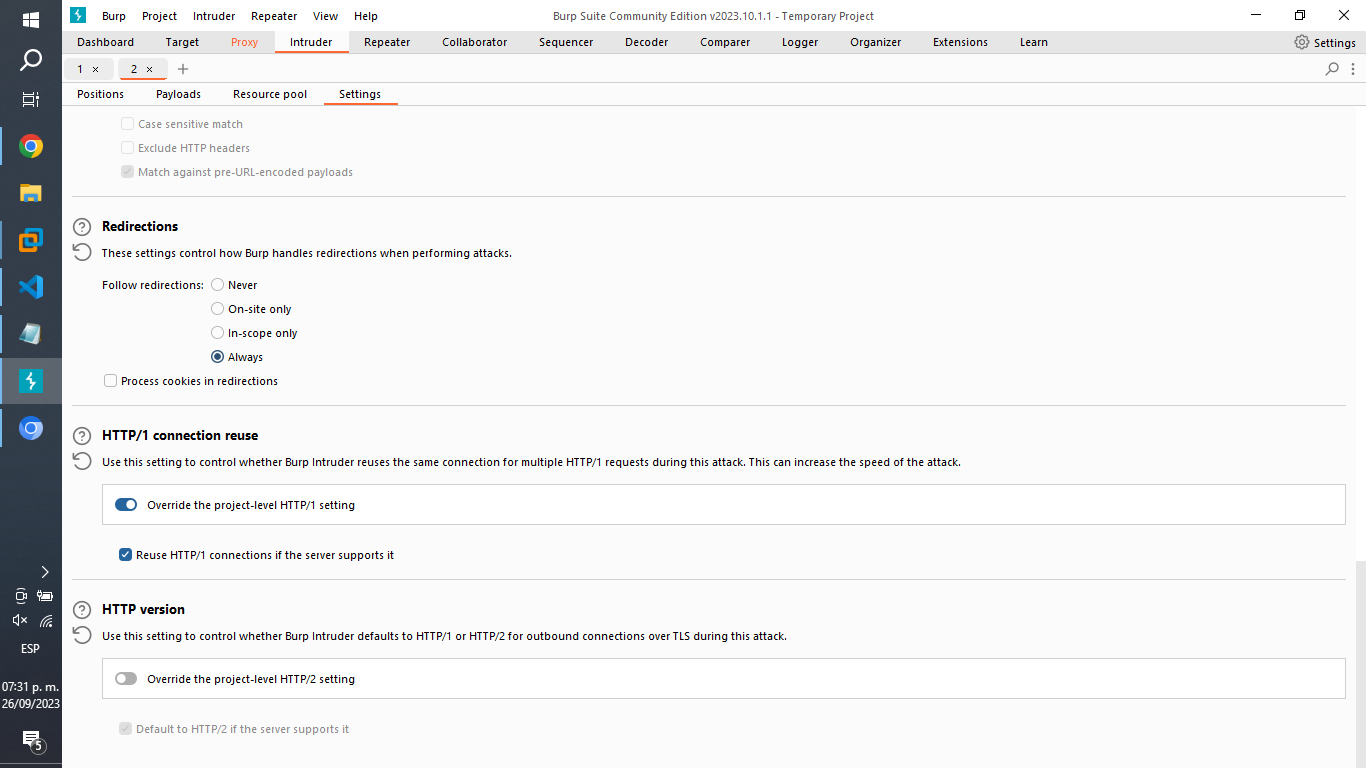 Burp Project Intruder Repeater View Help Burp Suite Community Edition v2023.10.1.1 - Temporary Project
Dashboard Target Proxy Intruder Repeater Collaborator Sequencer Decoder Comparer Logger Organizer Extensions Learn Settings
1 × 2 × +
Positions Payloads Resource pool Settings
Case sensitive match
Exclude HTTP headers
Match against pre-URL-encoded payloads
Redirections
These settings control how Burp handles redirections when performing attacks.
Follow redirections: Never
On-site only
In-scope only
Always
Process cookies in redirections
HTTP/1 connection reuse
Use this setting to control whether Burp Intruder reuses the same connection for multiple HTTP/1 requests during this attack. This can increase the speed of the attack.
Override the project-level HTTP/1 setting
Reuse HTTP/1 connections if the server supports it
HTTP version
Use this setting to control whether Burp Intruder defaults to HTTP/1 or HTTP/2 for outbound connections over TLS during this attack.
Override the project-level HTTP/2 setting
Default to HTTP/2 if the server supports it
ESP
07:31 p. m.
26/09/2023
5